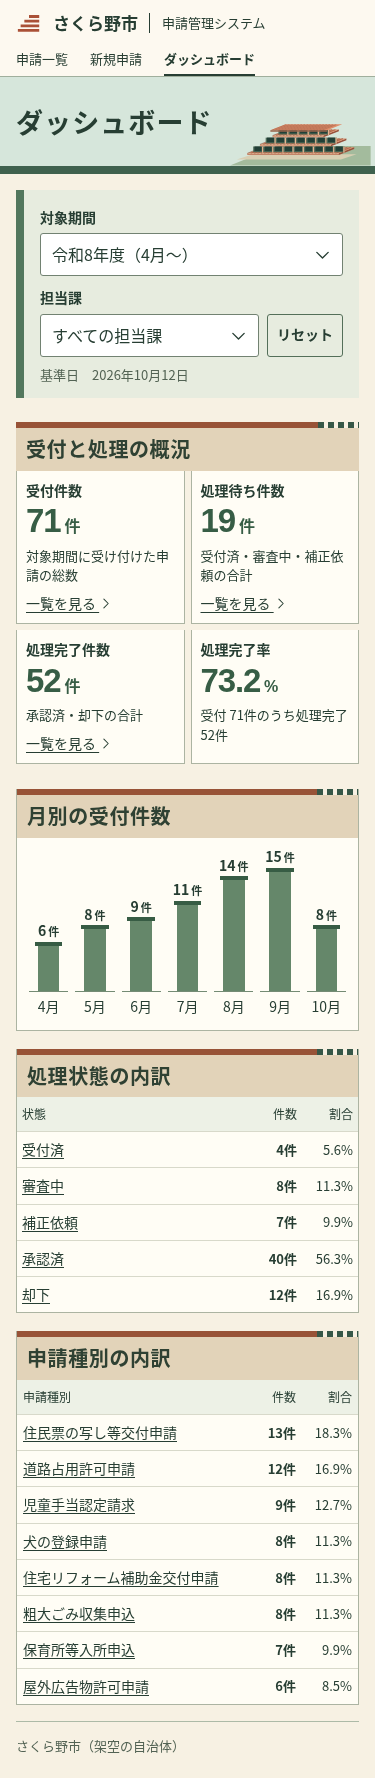 さくら野市 申請管理システム
申請一覧 新規申請 ダッシュボード
ダッシュボード
対象期間
令和8年度（4月〜）
担当課
すべての担当課 リセット
基準日 2026年10月12日
受付と処理の概況
受付件数
71件
対象期間に受け付けた申
請の総数
一覧を見る
処理待ち件数
19件
受付済・審査中・補正依
頼の合計
一覧を見る
処理完了件数
52件
承認済・却下の合計
一覧を見る
処理完了率
73.2%
受付 71件のうち処理完了
52件
月別の受付件数
6件 8件 9件 11件 14件 15件 8件
4月 5月 6月 7月 8月 9月 10月
処理状態の内訳
状態 件数 割合
受付済 4件 5.6%
審査中 8件 11.3%
補正依頼 7件 9.9%
承認済 40件 56.3%
却下 12件 16.9%
申請種別の内訳
申請種別 件数 割合
住民票の写し等交付申請 13件 18.3%
道路占用許可申請 12件 16.9%
児童手当認定請求 9件 12.7%
犬の登録申請 8件 11.3%
住宅リフォーム補助金交付申請 8件 11.3%
粗大ごみ収集申込 8件 11.3%
保育所等入所申込 7件 9.9%
屋外広告物許可申請 6件 8.5%
さくら野市（架空の自治体）